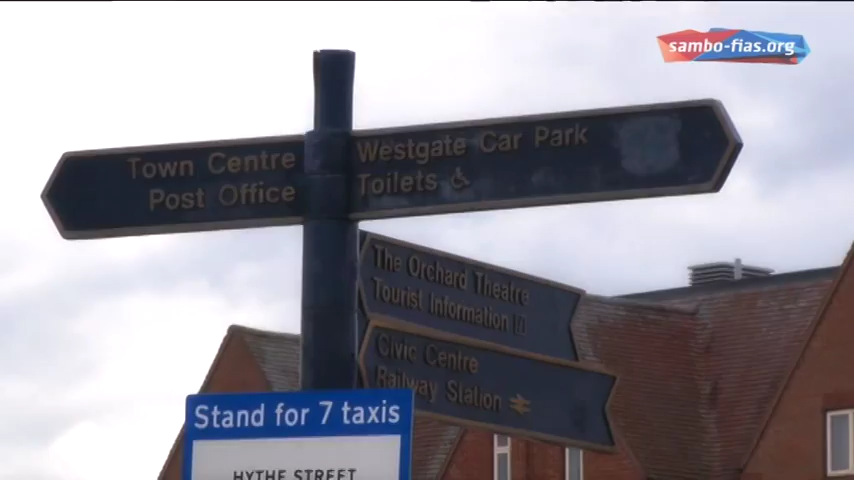 sambo-fias.org
Town Centre
Post Office
Westgate Car Park
Toilets
The Orchard Theatre
Tourist Information
Civic Centre
Railway Station
Stand for 7 taxis
HYTHE STREET